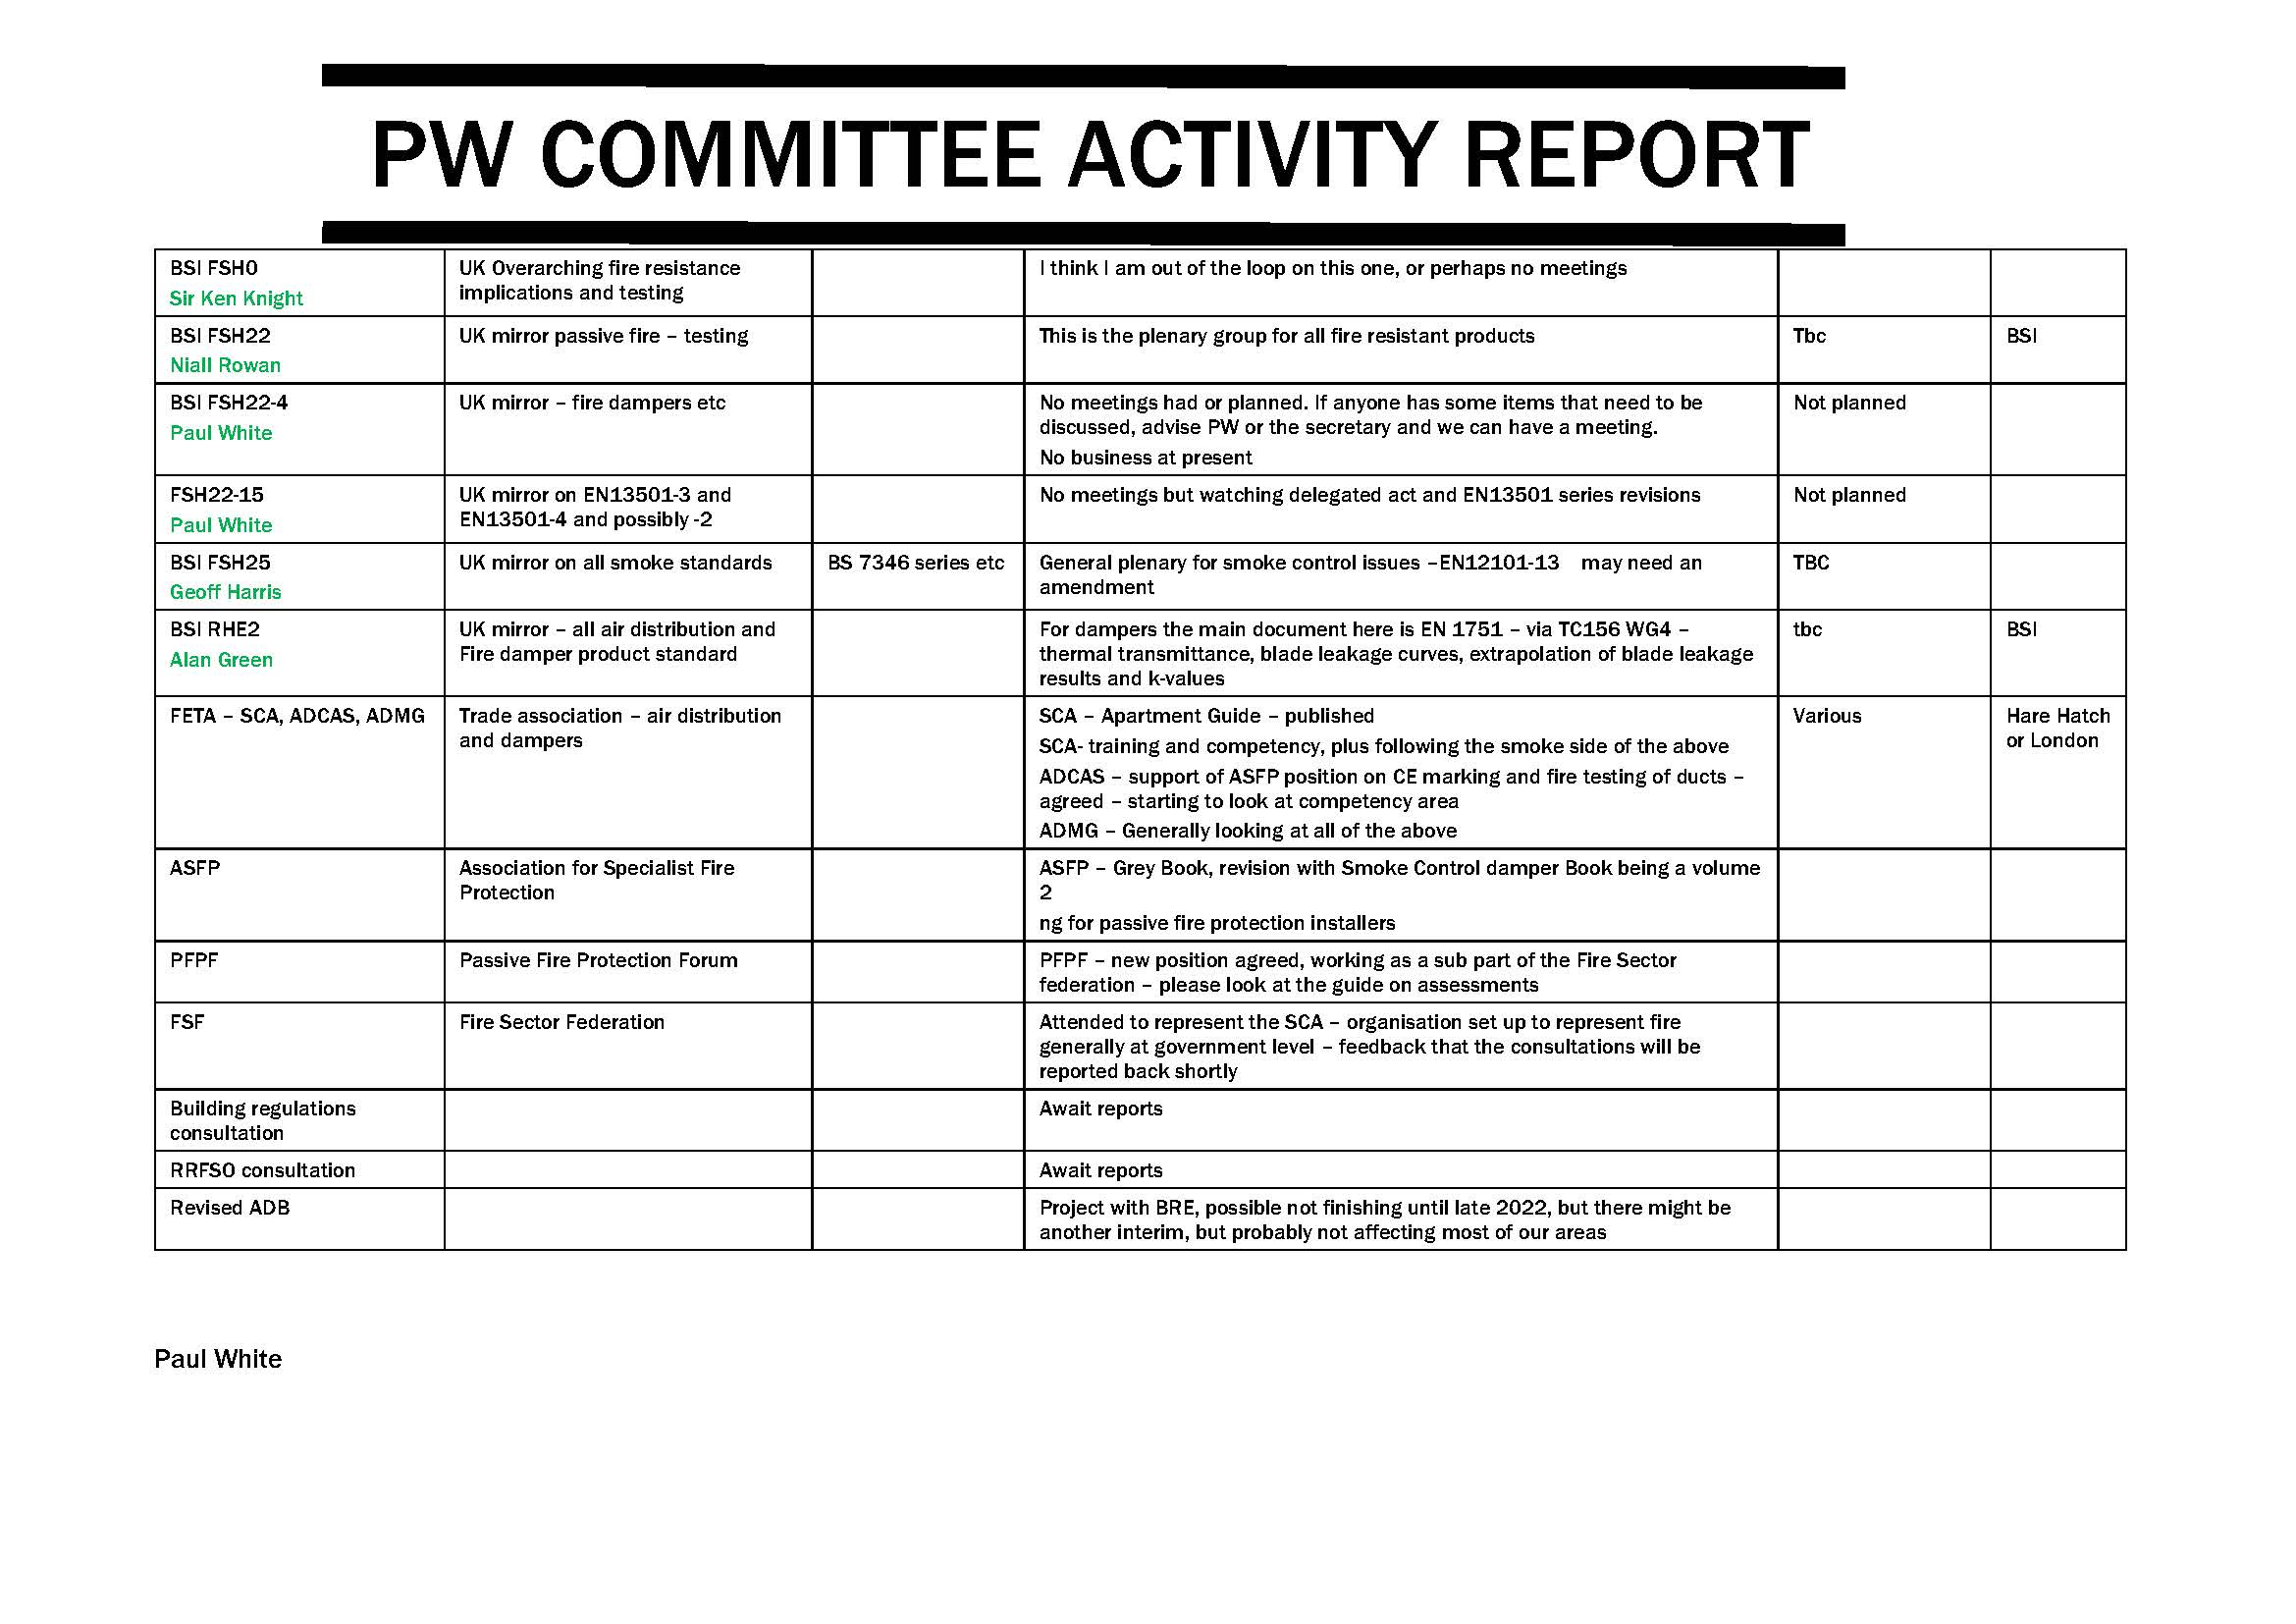 PW COMMITTEE ACTIVITY REPORT
BSI FSH0
Sir Ken Knight
UK Overarching fire resistance
implications and testing
I think I am out of the loop on this one, or perhaps no meetings
BSI FSH22
Niall Rowan
UK mirror passive fire – testing
This is the plenary group for all fire resistant products
Tbc
BSI
BSI FSH22-4
Paul White
UK mirror – fire dampers etc
No meetings had or planned. If anyone has some items that need to be
discussed, advise PW or the secretary and we can have a meeting.
No business at present
Not planned
FSH22-15
Paul White
UK mirror on EN13501-3 and
EN13501-4 and possibly -2
No meetings but watching delegated act and EN13501 series revisions
Not planned
BSI FSH25
Geoff Harris
UK mirror on all smoke standards
BS 7346 series etc
General plenary for smoke control issues –EN12101-13 may need an
amendment
TBC
BSI RHE2
Alan Green
UK mirror – all air distribution and
Fire damper product standard
For dampers the main document here is EN 1751 – via TC156 WG4 –
thermal transmittance, blade leakage curves, extrapolation of blade leakage
results and k-values
tbc
BSI
FETA – SCA, ADCAS, ADMG
Trade association – air distribution
and dampers
SCA – Apartment Guide – published
SCA- training and competency, plus following the smoke side of the above
ADCAS – support of ASFP position on CE marking and fire testing of ducts –
agreed – starting to look at competency area
ADMG – Generally looking at all of the above
Various
Hare Hatch
or London
ASFP
Association for Specialist Fire
Protection
ASFP – Grey Book, revision with Smoke Control damper Book being a volume
2
ng for passive fire protection installers
PFPF
Passive Fire Protection Forum
PFPF – new position agreed, working as a sub part of the Fire Sector
federation – please look at the guide on assessments
FSF
Fire Sector Federation
Attended to represent the SCA – organisation set up to represent fire
generally at government level – feedback that the consultations will be
reported back shortly
Building regulations
consultation
Await reports
RRFSO consultation
Await reports
Revised ADB
Project with BRE, possible not finishing until late 2022, but there might be
another interim, but probably not affecting most of our areas
Paul White